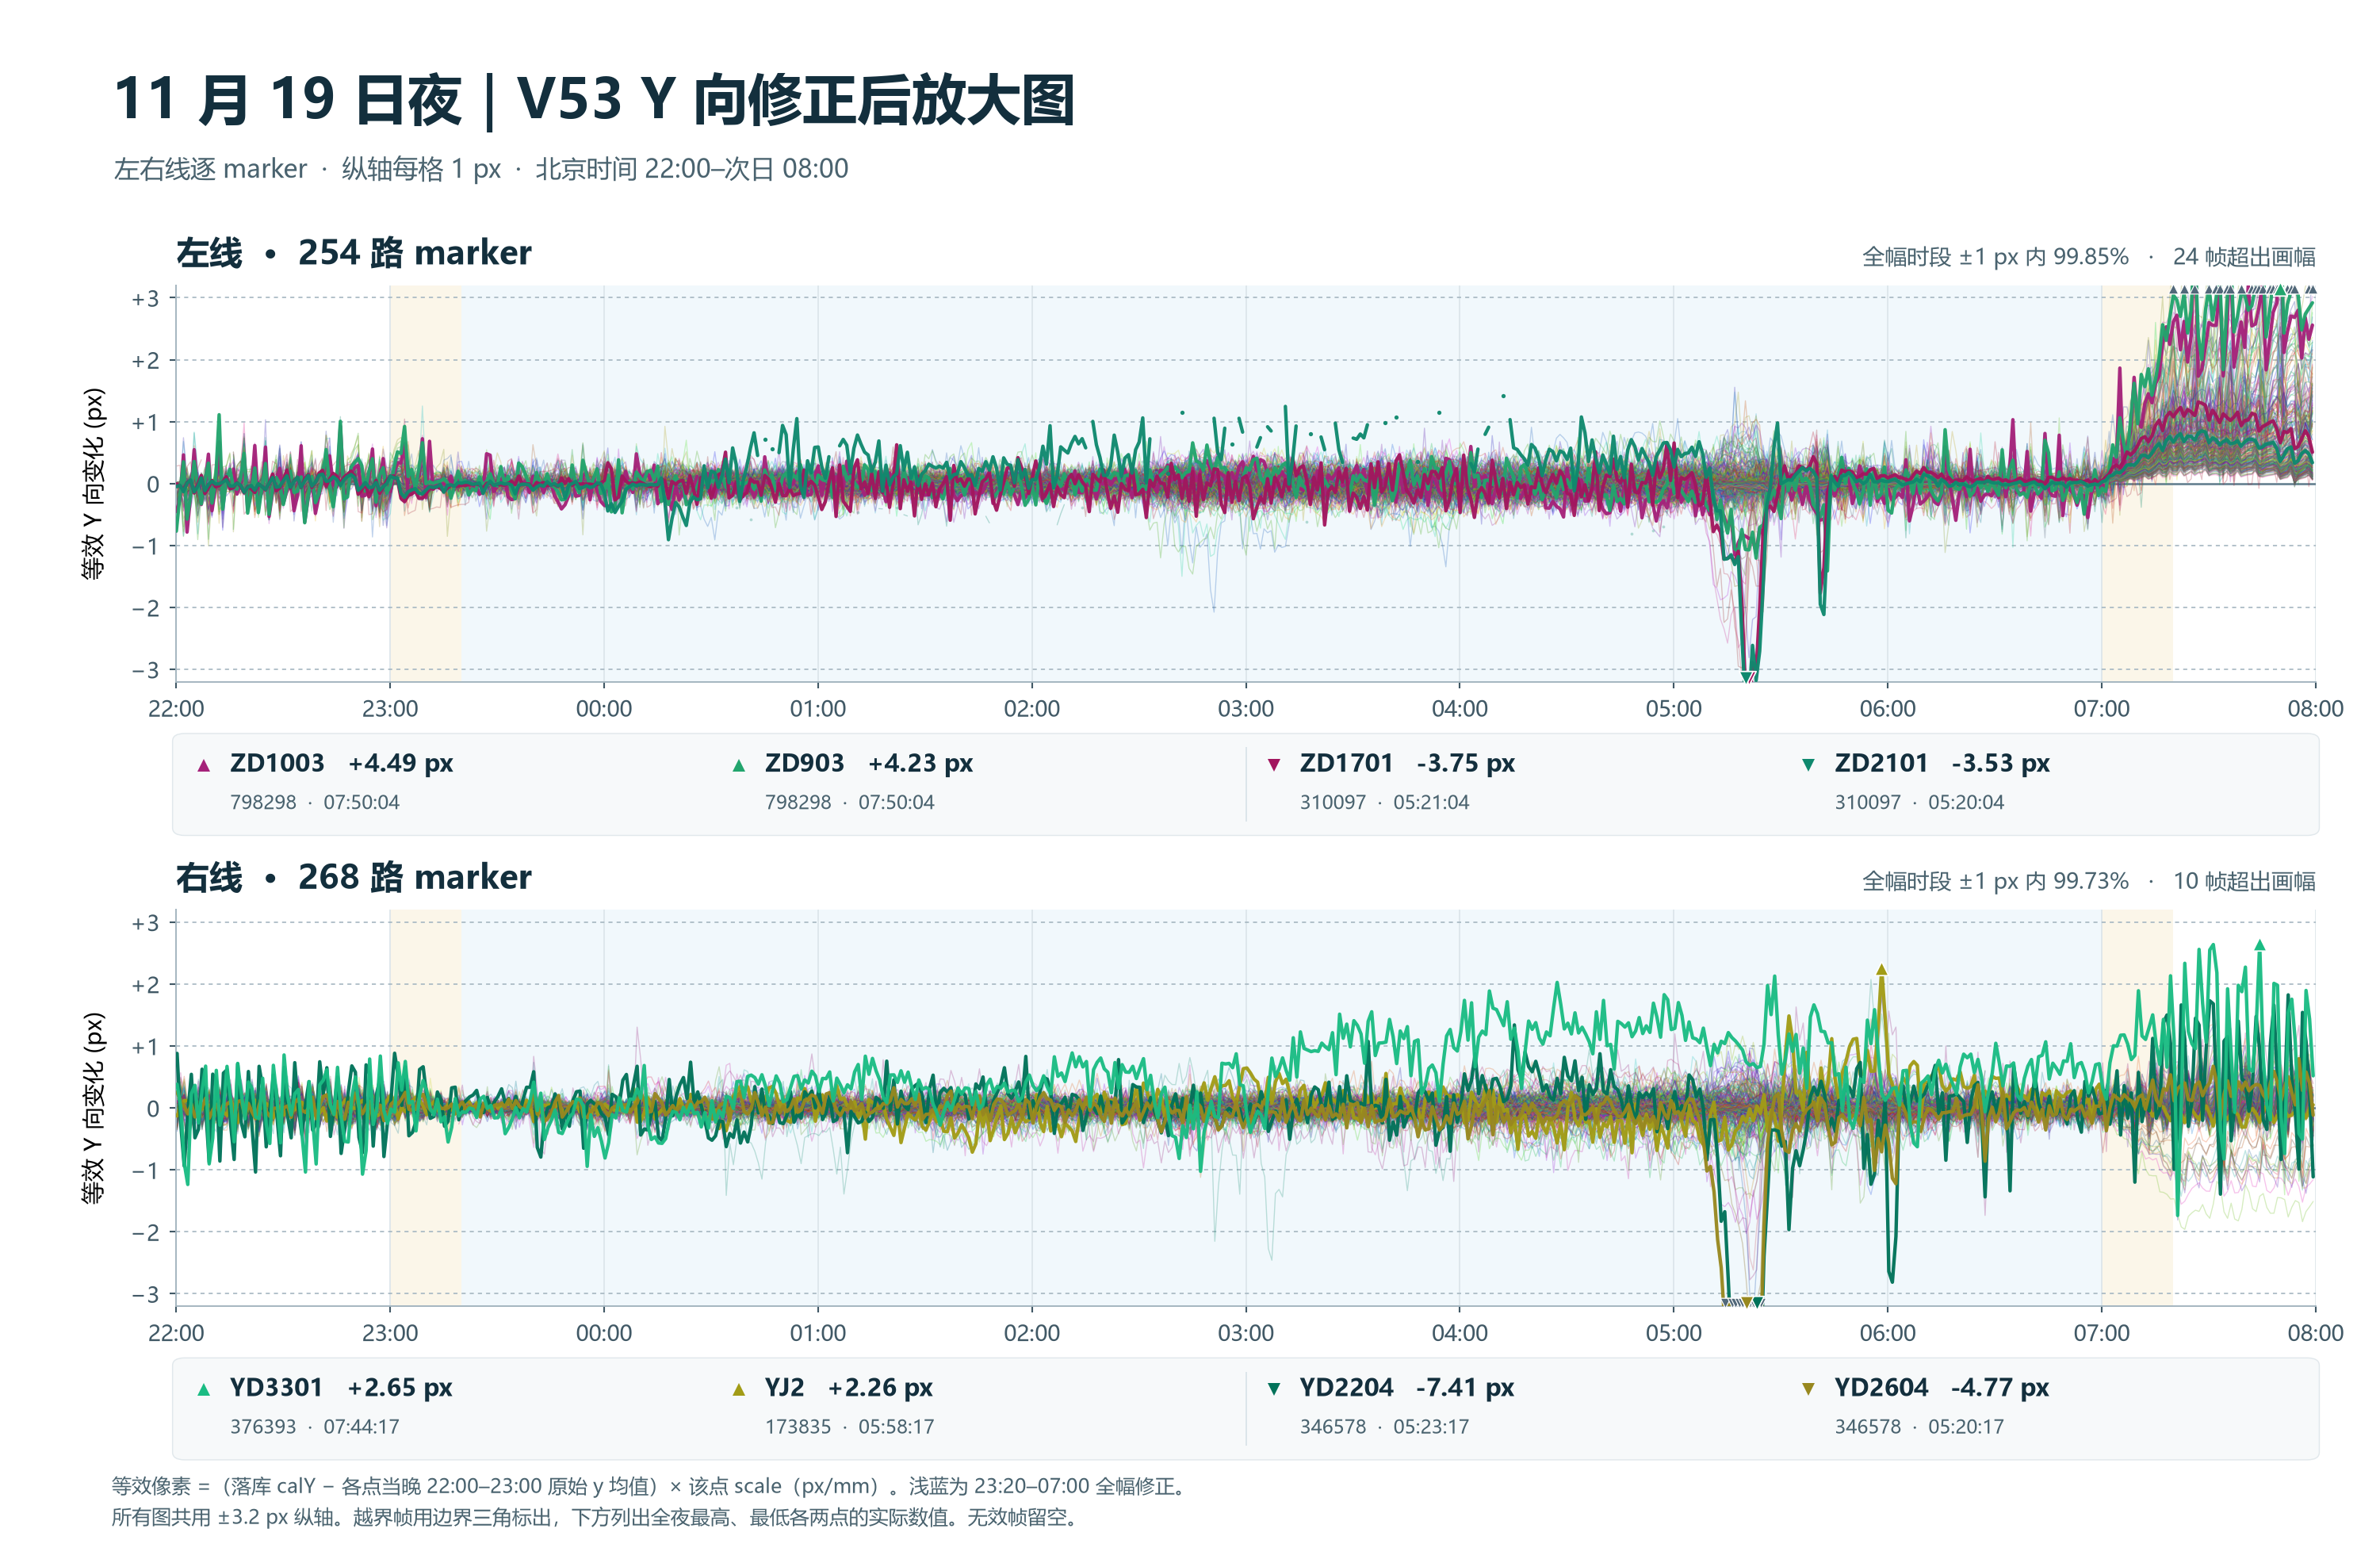 11 月 19 日夜 | V53 Y 向修正后放大图
左右线逐 marker · 纵轴每格 1 px · 北京时间 22:00–次日 08:00
左线 • 254 路 marker
全幅时段 ±1 px 内 99.85% · 24 帧超出画幅
等效 Y 向变化 (px)
+3
+2
+1
0
−1
−2
−3
22:00 23:00 00:00 01:00 02:00 03:00 04:00 05:00 06:00 07:00 08:00
▲ ZD1003 +4.49 px ▲ ZD903 +4.23 px ▼ ZD1701 -3.75 px ▼ ZD2101 -3.53 px
798298 · 07:50:04 798298 · 07:50:04 310097 · 05:21:04 310097 · 05:20:04
右线 • 268 路 marker
全幅时段 ±1 px 内 99.73% · 10 帧超出画幅
等效 Y 向变化 (px)
+3
+2
+1
0
−1
−2
−3
22:00 23:00 00:00 01:00 02:00 03:00 04:00 05:00 06:00 07:00 08:00
▲ YD3301 +2.65 px ▲ YJ2 +2.26 px ▼ YD2204 -7.41 px ▼ YD2604 -4.77 px
376393 · 07:44:17 173835 · 05:58:17 346578 · 05:23:17 346578 · 05:20:17
等效像素 =（落库 calY − 各点当晚 22:00–23:00 原始 y 均值）× 该点 scale（px/mm）。浅蓝为 23:20–07:00 全幅修正。
所有图共用 ±3.2 px 纵轴。越界帧用边界三角标出，下方列出全夜最高、最低各两点的实际数值。无效帧留空。